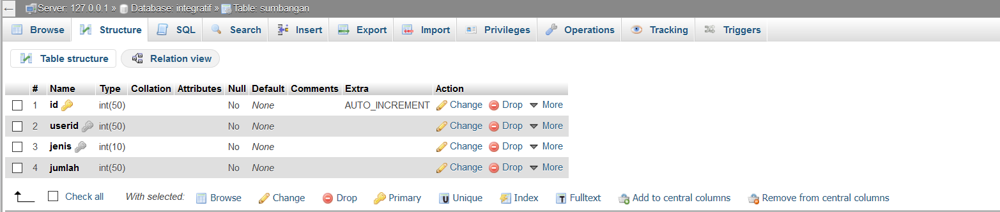 ← Server: 127.0.0.1 » Database: integratif » Table: sumbangan
Browse Structure SQL Search Insert Export Import Privileges Operations Tracking Triggers
Table structure Relation view
# Name Type Collation Attributes Null Default Comments Extra Action
1 id int(50) No None AUTO_INCREMENT Change Drop More
2 userid int(50) No None Change Drop More
3 jenis int(10) No None Change Drop More
4 jumlah int(50) No None Change Drop More
Check all With selected: Browse Change Drop Primary U Unique Index T Fulltext Add to central columns Remove from central columns